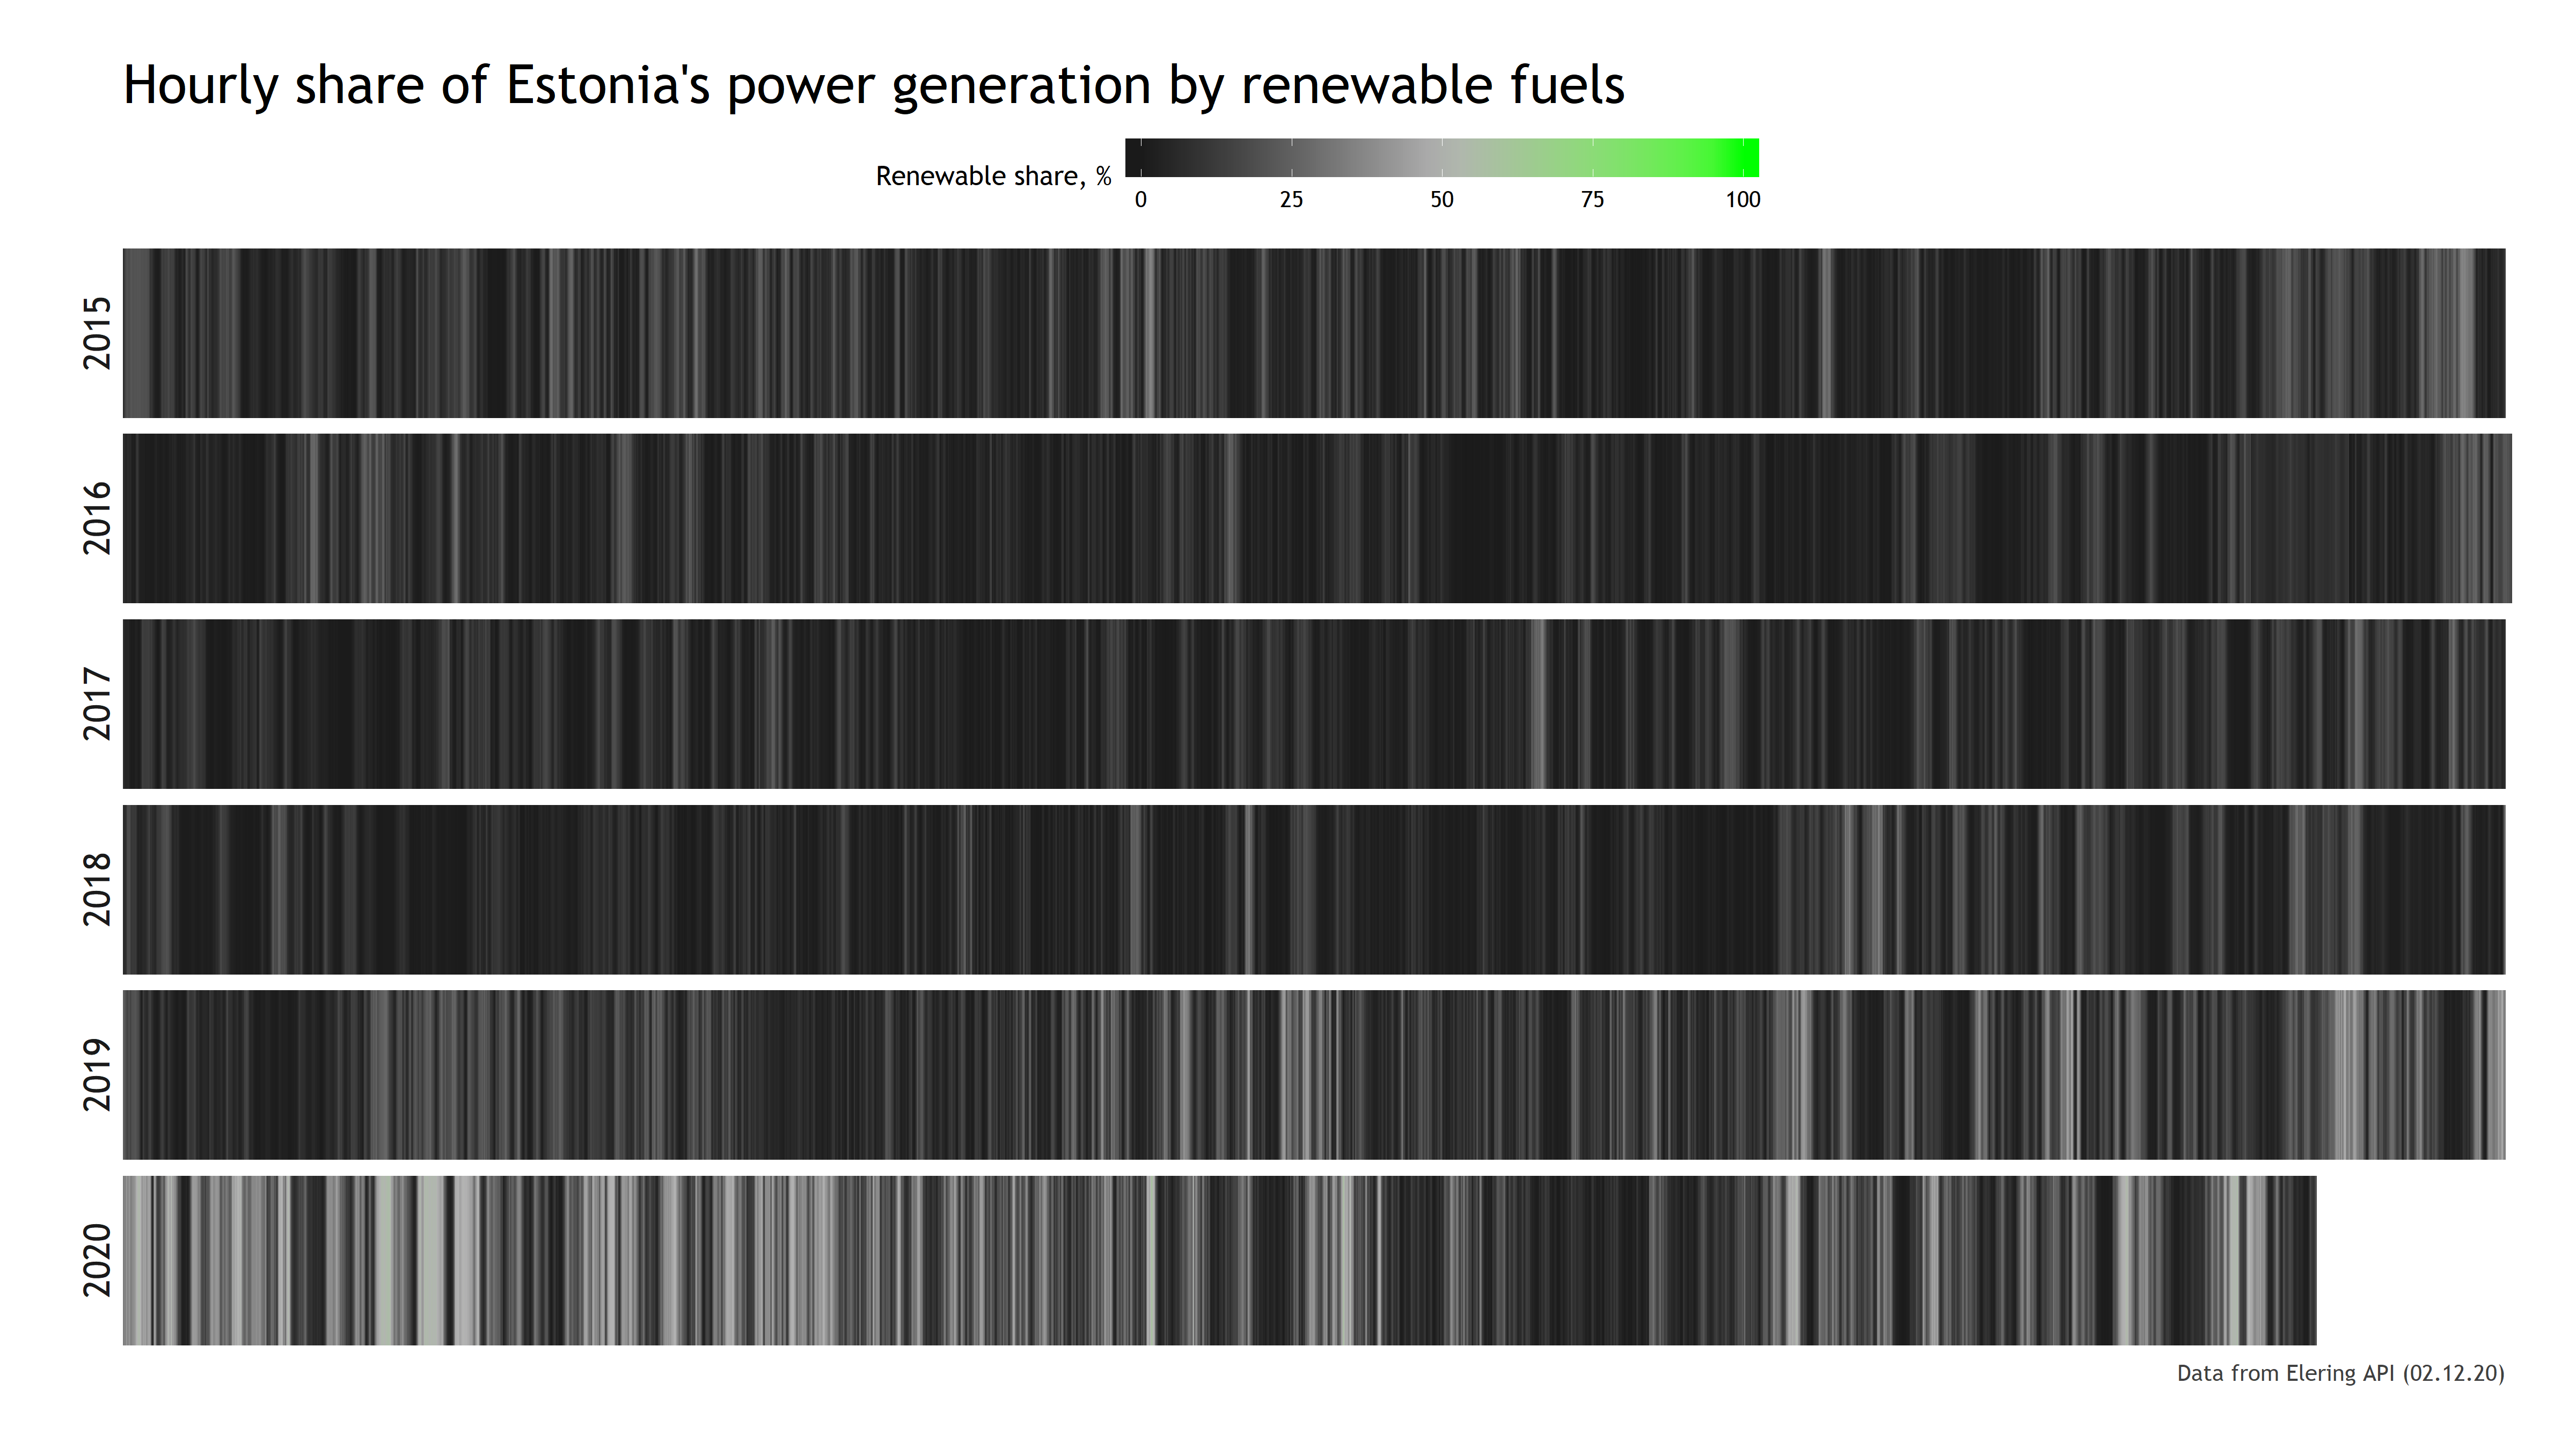 Hourly share of Estonia's power generation by renewable fuels
Renewable share, %
0 25 50 75 100
2015
2016
2017
2018
2019
2020
Data from Elering API (02.12.20)